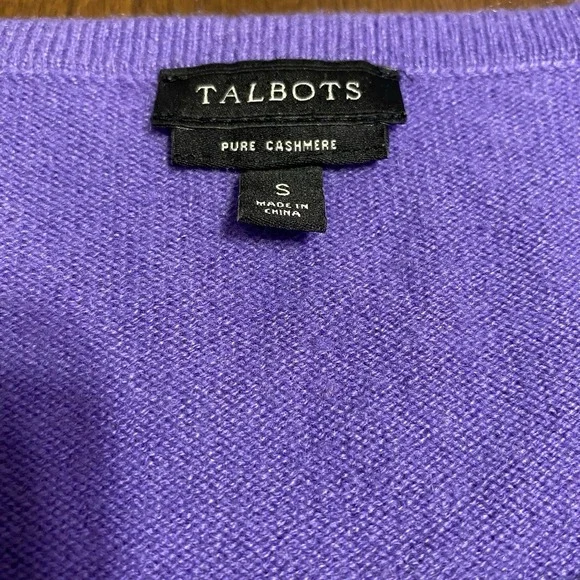 TALBOTS
PURE CASHMERE
S
MADE IN
CHINA